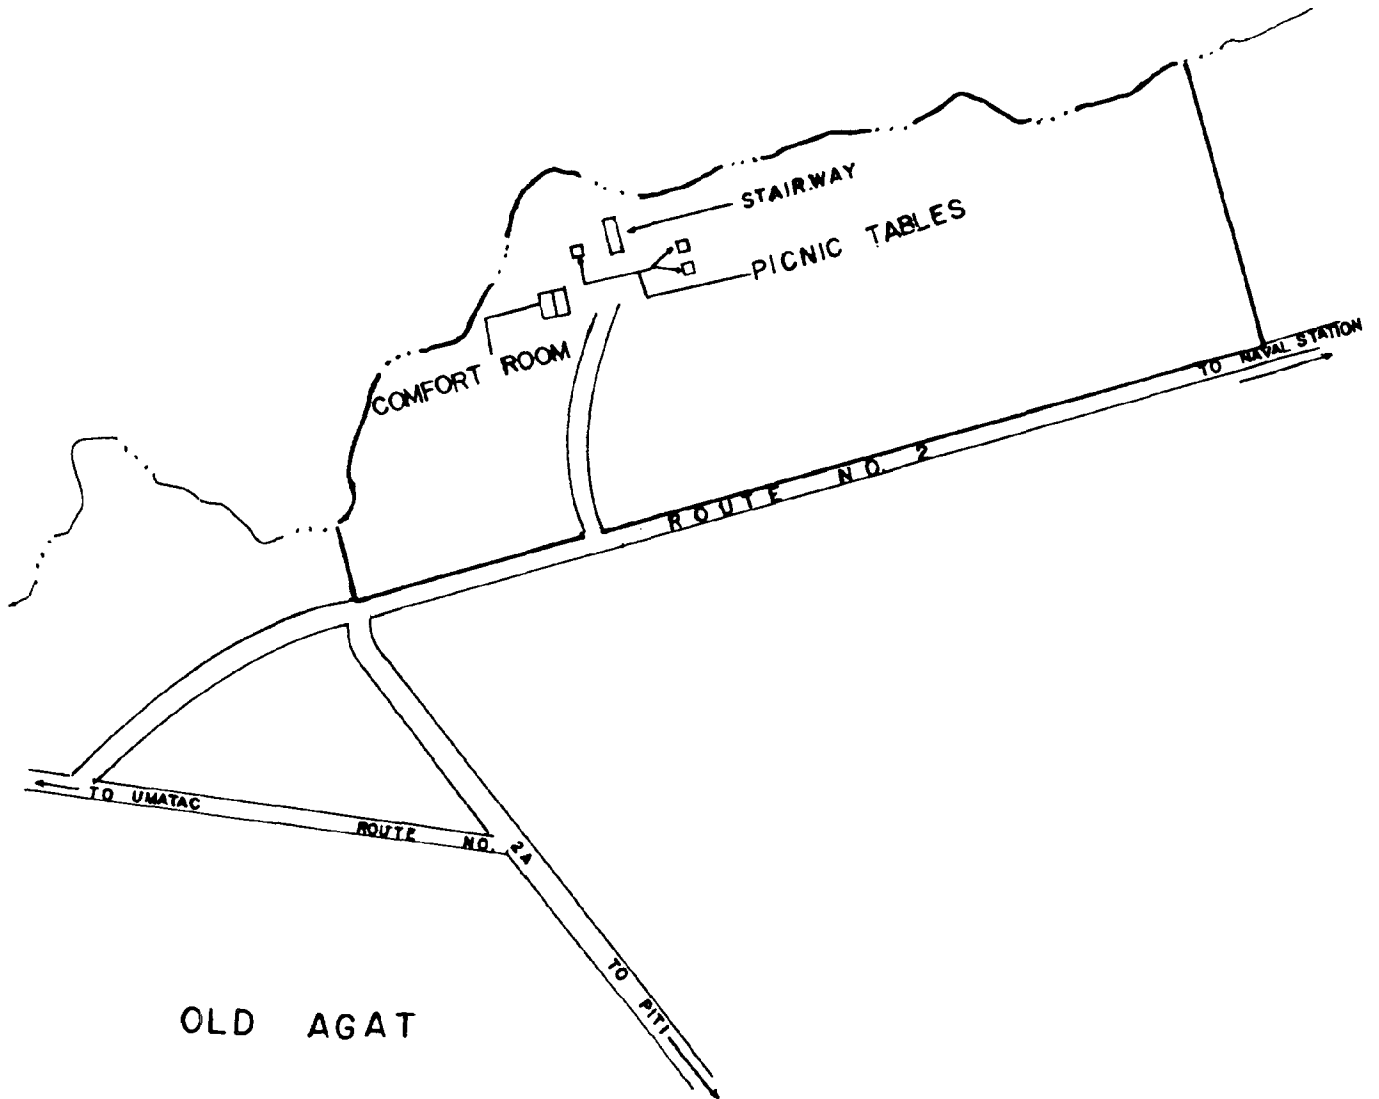 STAIRWAY
PICNIC TABLES
COMFORT ROOM
TO NAVAL STATION
ROUTE NO. 2
TO UMATAC
ROUTE NO. 2A
TO PITI
OLD AGAT